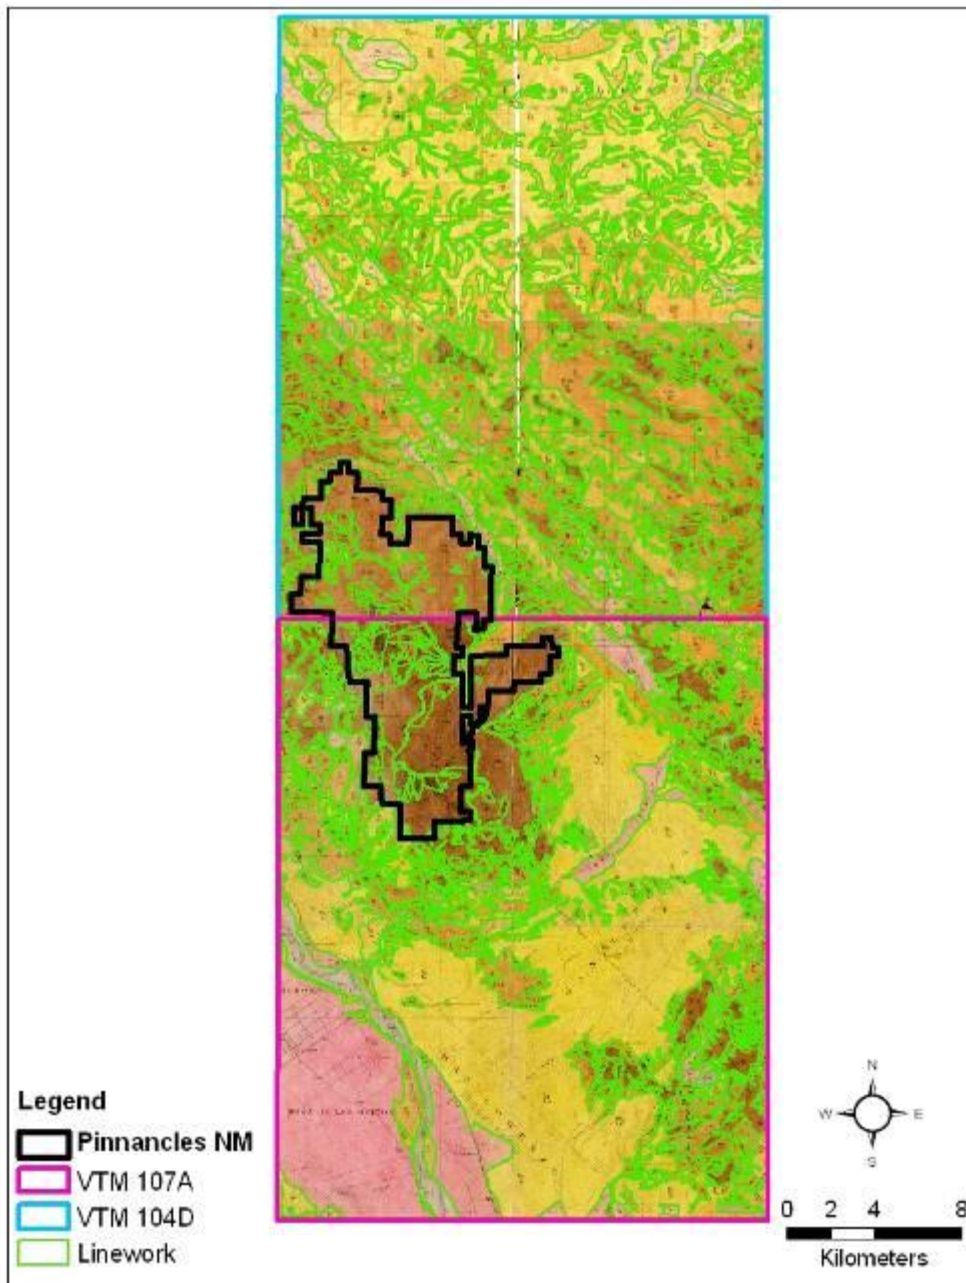 Legend
Pinnancles NM
VTM 107A
VTM 104D
Linework
N
W
E
S
0 2 4 8
Kilometers